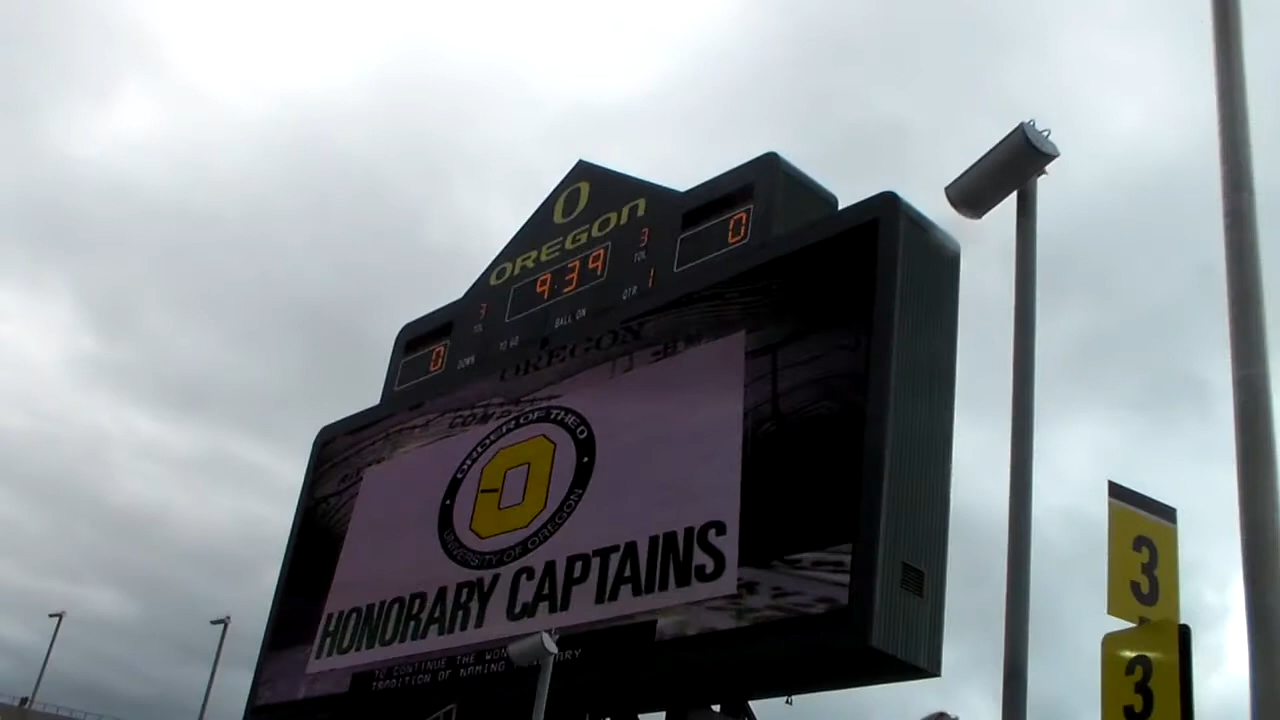 O
OREGON
9:39
3
TOL
0
3
TOL
QTR 1
0
DOWN
TO GO
BALL ON
OREGON
ORDER OF THE O
O
UNIVERSITY OF OREGON
HONORARY CAPTAINS
TO CONTINUE THE
TRADITION OF NAMING
3
3